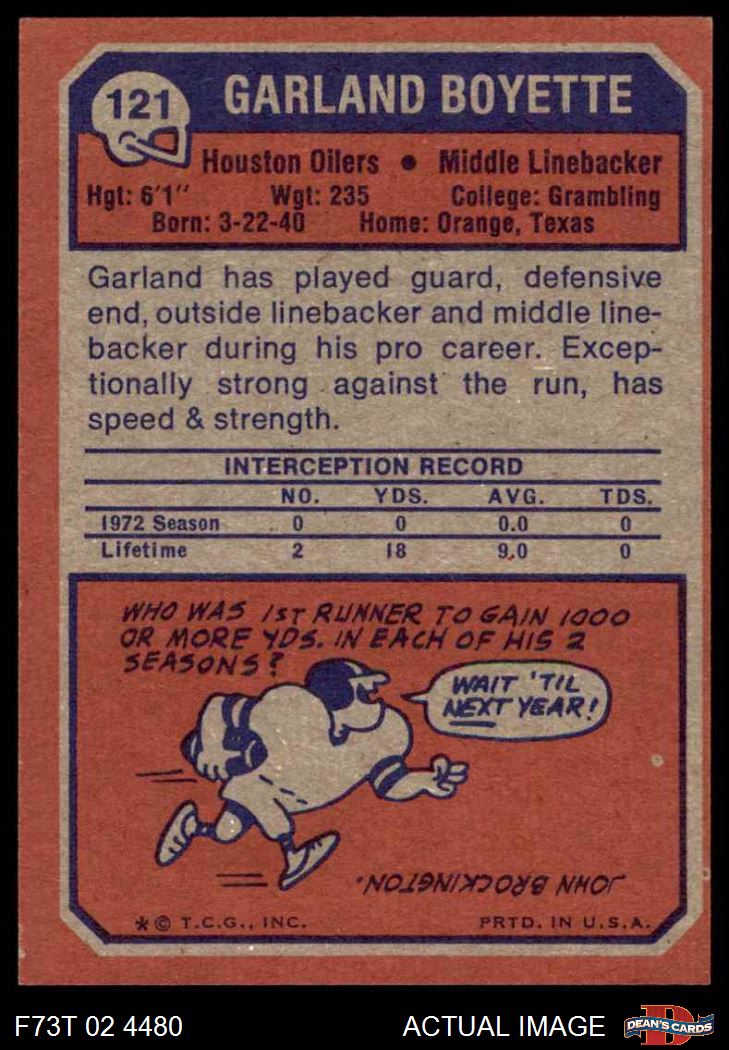 121
GARLAND BOYETTE
Houston Oilers • Middle Linebacker
Hgt: 6'1" Wgt: 235 College: Grambling
Born: 3-22-40 Home: Orange, Texas
Garland has played guard, defensive
end, outside linebacker and middle line-
backer during his pro career. Excep-
tionally strong against the run, has
speed & strength.
INTERCEPTION RECORD
NO. YDS. AVG. TDS.
1972 Season 0 0 0.0 0
Lifetime 2 18 9.0 0
WHO WAS 1ST RUNNER TO GAIN 1000
OR MORE YDS. IN EACH OF HIS 2
SEASONS?
WAIT 'TIL
NEXT YEAR!
JOHN BROCKINGTON.
* © T.C.G., INC. PRTD. IN U.S.A.
F73T 02 4480 ACTUAL IMAGE
D
DEAN'S CARDS